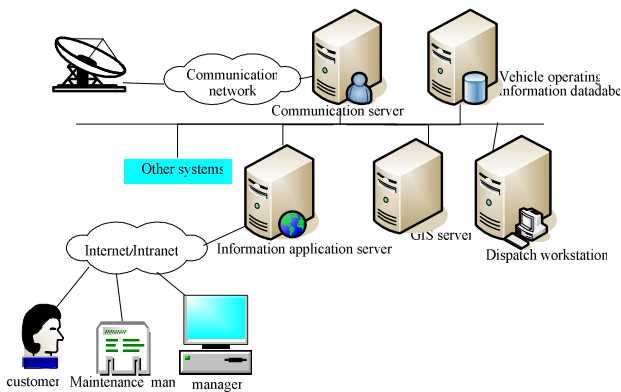 Communication
network
Communication server
Vehicle operating
information datadabe
Other systems
Internet/Intranet
Information application server
GIS server
Dispatch workstation
customer
Maintenance man
manager